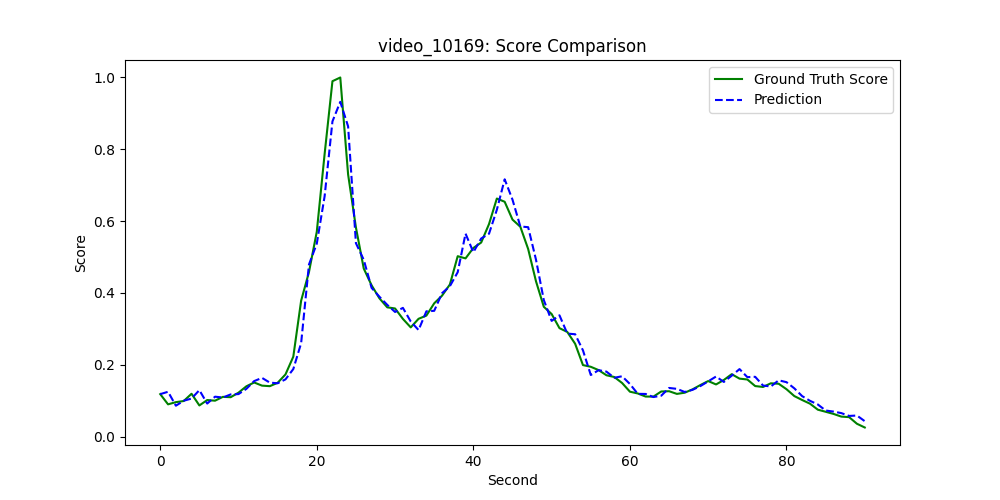 video_10169: Score Comparison
Ground Truth Score
Prediction
Score
1.0
0.8
0.6
0.4
0.2
0.0
0 20 40 60 80
Second